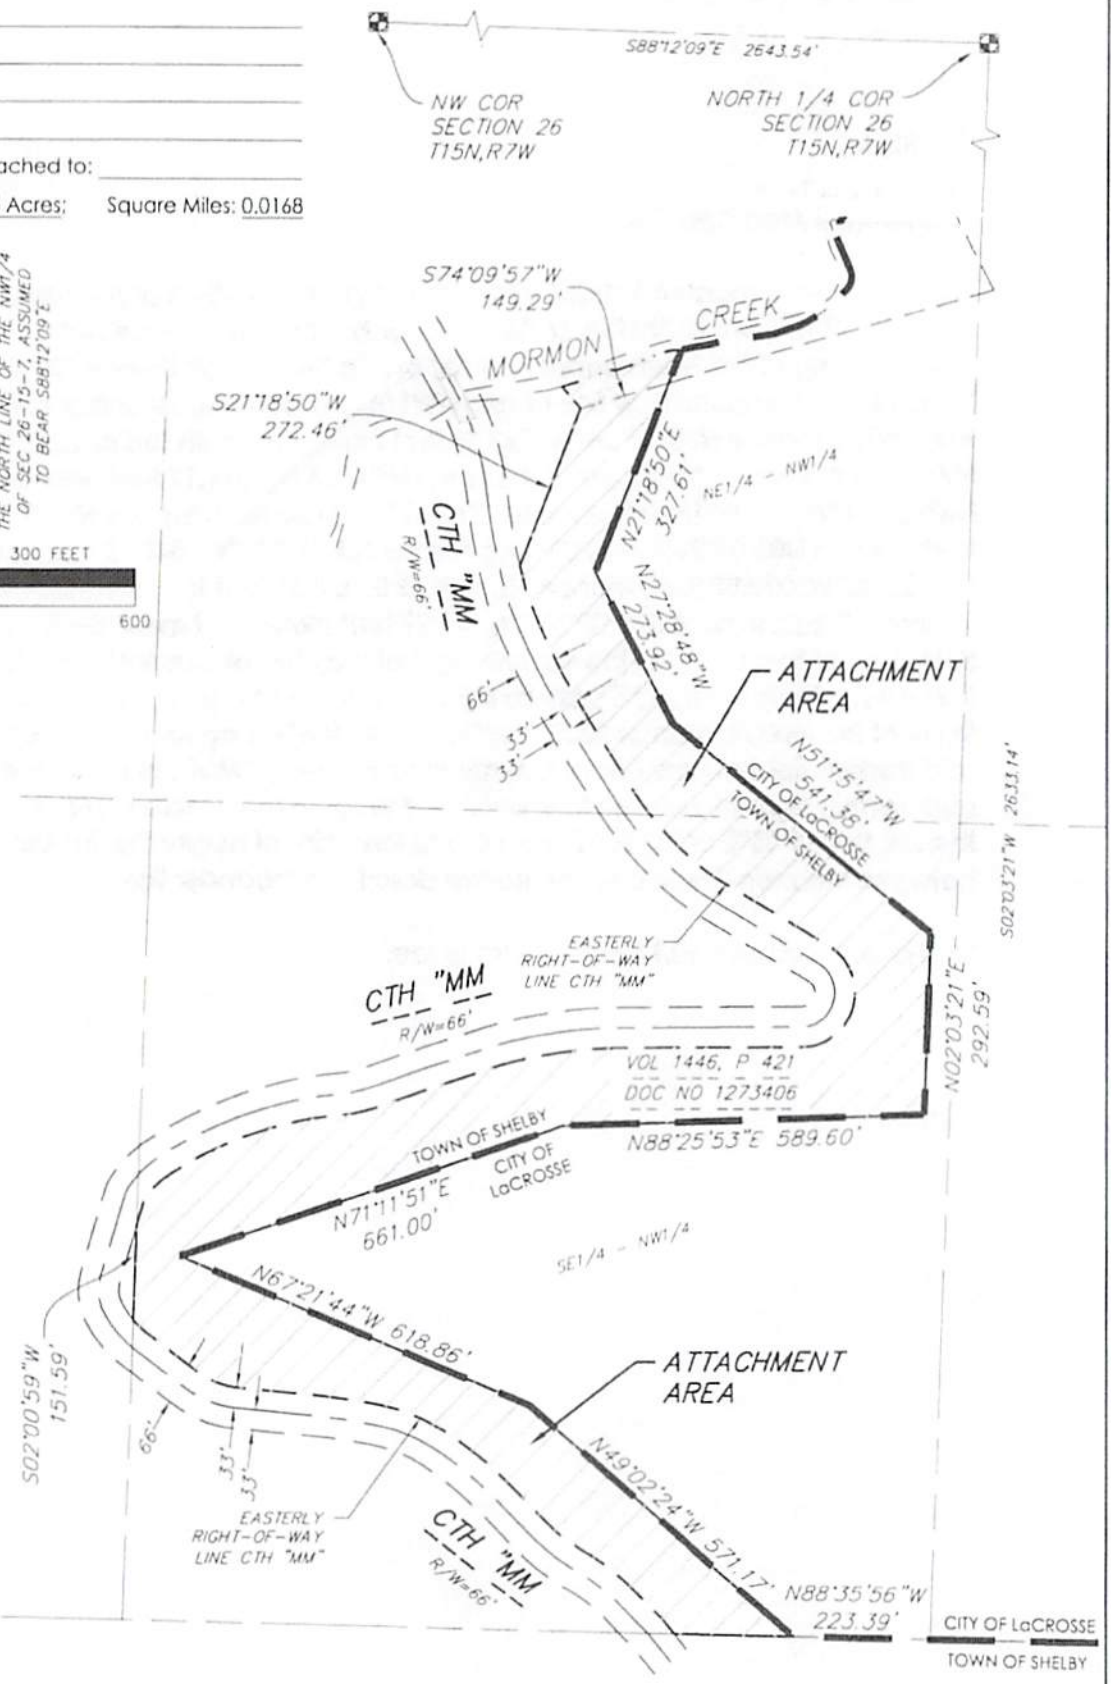 S88°12'09"E 2643.54'
NW COR
SECTION 26
T15N,R7W
NORTH 1/4 COR
SECTION 26
T15N,R7W
ached to:
Acres; Square Miles: 0.0168
THE NORTH LINE OF THE NW1/4
OF SEC 26-15-7, ASSUMED
TO BEAR S88°12'09"E
300 FEET
600
S74°09'57"W
149.29'
MORMON CREEK
S21°18'50"W
272.46'
N21°18'50"E
327.61'
NE1/4 - NW1/4
CTH "MM
R/W=66'
N27°28'48"W
273.92'
66'
33'
33'
ATTACHMENT
AREA
N51°15'47"W
541.38'
CITY OF LaCROSSE
TOWN OF SHELBY
S02°03'21"W 2633.14'
EASTERLY
RIGHT-OF-WAY
LINE CTH "MM"
CTH "MM
R/W=66'
N02°03'21"E
292.59'
VOL 1446, P 421
DOC NO 1273406
N88°25'53"E 589.60'
TOWN OF SHELBY
CITY OF
LaCROSSE
N71°11'51"E
661.00'
SE1/4 - NW1/4
N67°21'44"W 618.86'
S02°00'59"W
151.59'
ATTACHMENT
AREA
66'
33'
33'
EASTERLY
RIGHT-OF-WAY
LINE CTH "MM"
CTH "MM
R/W=66'
N49°02'24"W 571.17'
N88°35'56"W
223.39'
CITY OF LaCROSSE
TOWN OF SHELBY